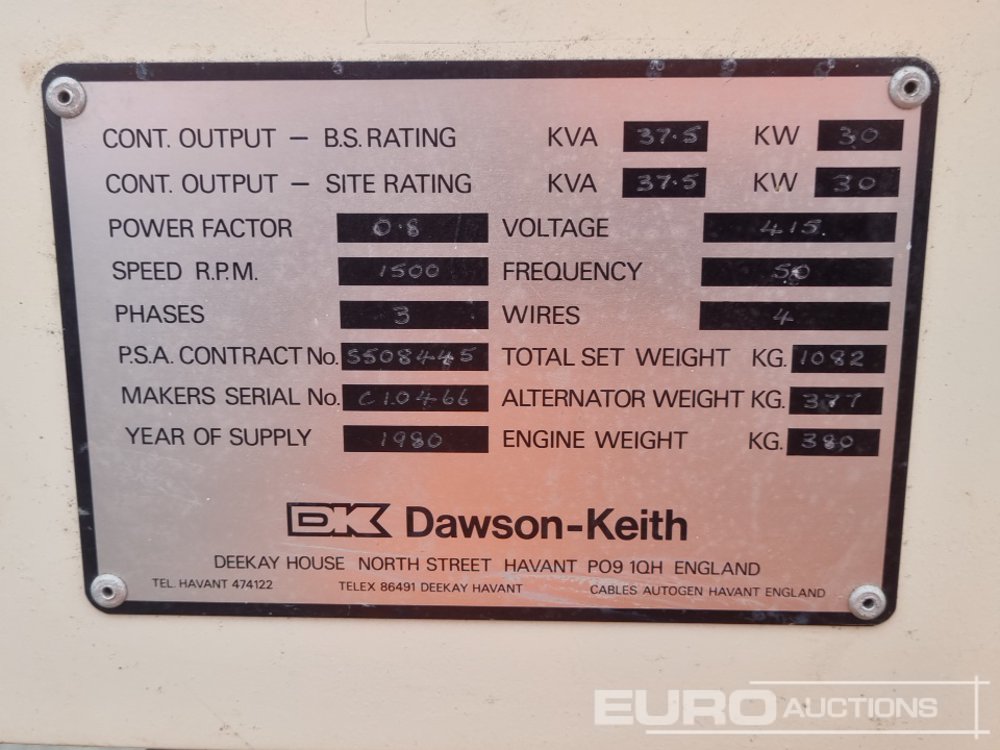 CONT. OUTPUT – B.S. RATING KVA 37.5 KW 30
CONT. OUTPUT – SITE RATING KVA 37.5 KW 30
POWER FACTOR 0.8 VOLTAGE 415
SPEED R.P.M. 1500 FREQUENCY 50
PHASES 3 WIRES 4
P.S.A. CONTRACT No. S508445 TOTAL SET WEIGHT KG. 1082
MAKERS SERIAL No. C10466 ALTERNATOR WEIGHT KG. 377
YEAR OF SUPPLY 1980 ENGINE WEIGHT KG. 380
DK Dawson-Keith
DEEKAY HOUSE NORTH STREET HAVANT PO9 1QH ENGLAND
TEL. HAVANT 474122 TELEX 86491 DEEKAY HAVANT CABLES AUTOGEN HAVANT ENGLAND
EURO AUCTIONS